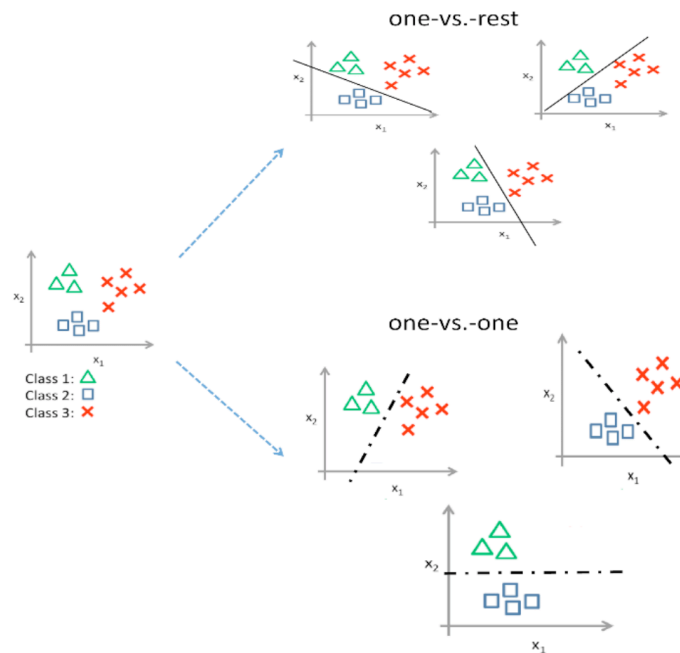 one-vs.-rest
x2
x1
x2
x1
x2
x1
x2
x1
Class 1:
Class 2:
Class 3:
one-vs.-one
x2
x1
x2
x1
x2
x1